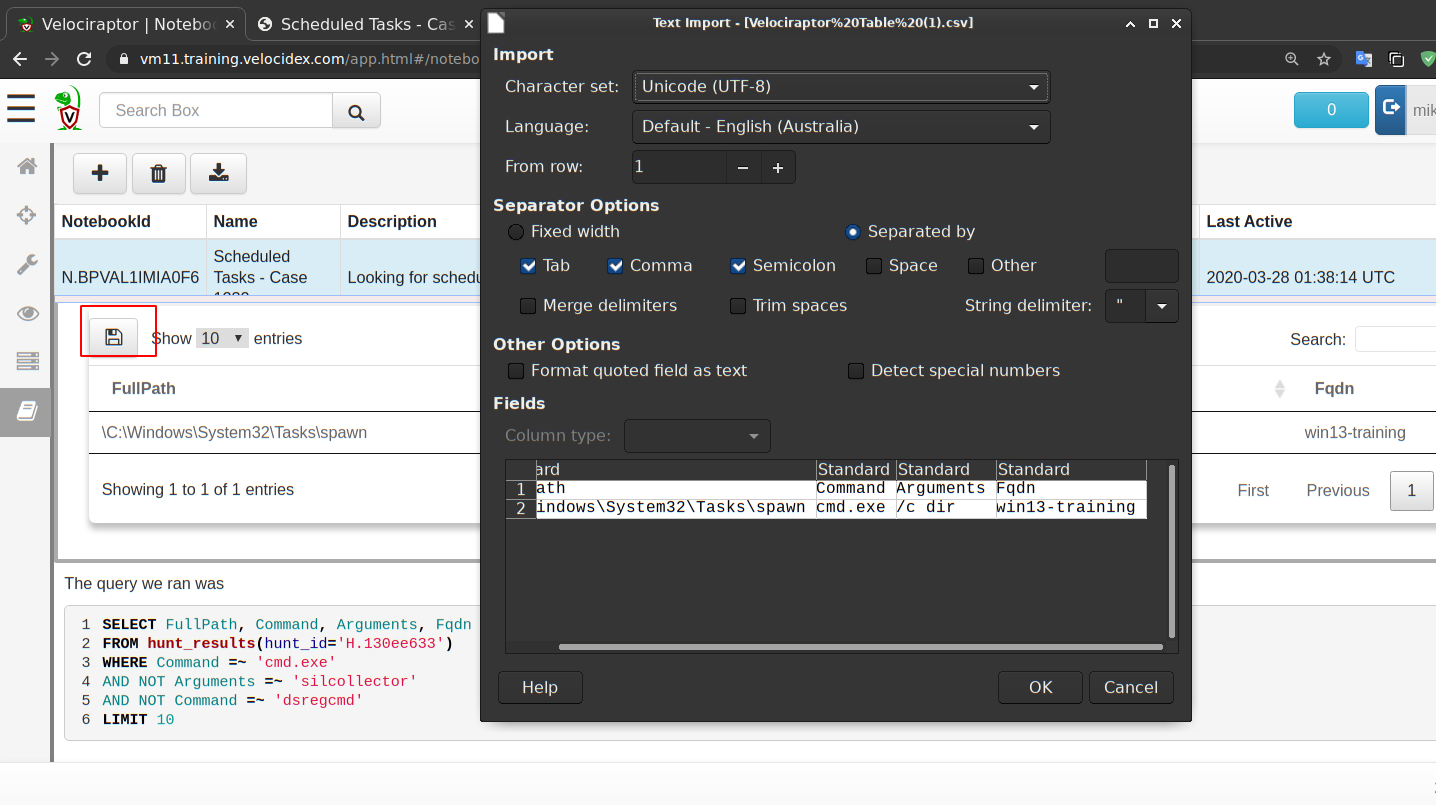 Velociraptor | Notebo
Scheduled Tasks - Cas
vm11.training.velocidex.com/app.html#/notebo
Search Box
0
mik
NotebookId Name Description Last Active
N.BPVAL1IMIA0F6 Scheduled Tasks - Case Looking for schedu 2020-03-28 01:38:14 UTC
Show 10 entries
Search:
FullPath Fqdn
\C:\Windows\System32\Tasks\spawn win13-training
Showing 1 to 1 of 1 entries
First Previous 1
The query we ran was
1 SELECT FullPath, Command, Arguments, Fqdn
2 FROM hunt_results(hunt_id='H.130ee633')
3 WHERE Command =~ 'cmd.exe'
4 AND NOT Arguments =~ 'silcollector'
5 AND NOT Command =~ 'dsregcmd'
6 LIMIT 10
Text Import - [Velociraptor%20Table%20(1).csv]
Import
Character set: Unicode (UTF-8)
Language: Default - English (Australia)
From row: 1
Separator Options
Fixed width Separated by
Tab Comma Semicolon Space Other
Merge delimiters Trim spaces String delimiter: "
Other Options
Format quoted field as text Detect special numbers
Fields
Column type:
ard Standard Standard Standard
1 ath Command Arguments Fqdn
2 indows\System32\Tasks\spawn cmd.exe /c dir win13-training
Help OK Cancel